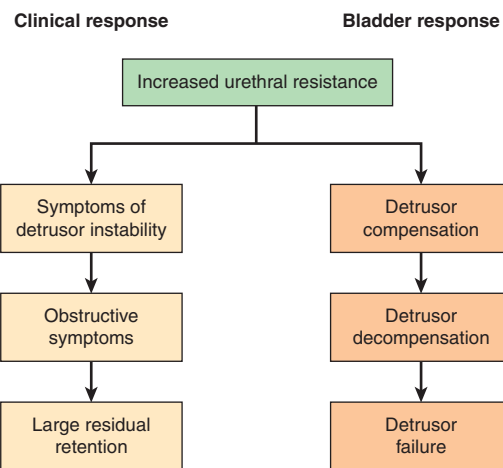 Clinical response
Bladder response
Increased urethral resistance
Symptoms of
detrusor instability
Detrusor
compensation
Obstructive
symptoms
Detrusor
decompensation
Large residual
retention
Detrusor
failure